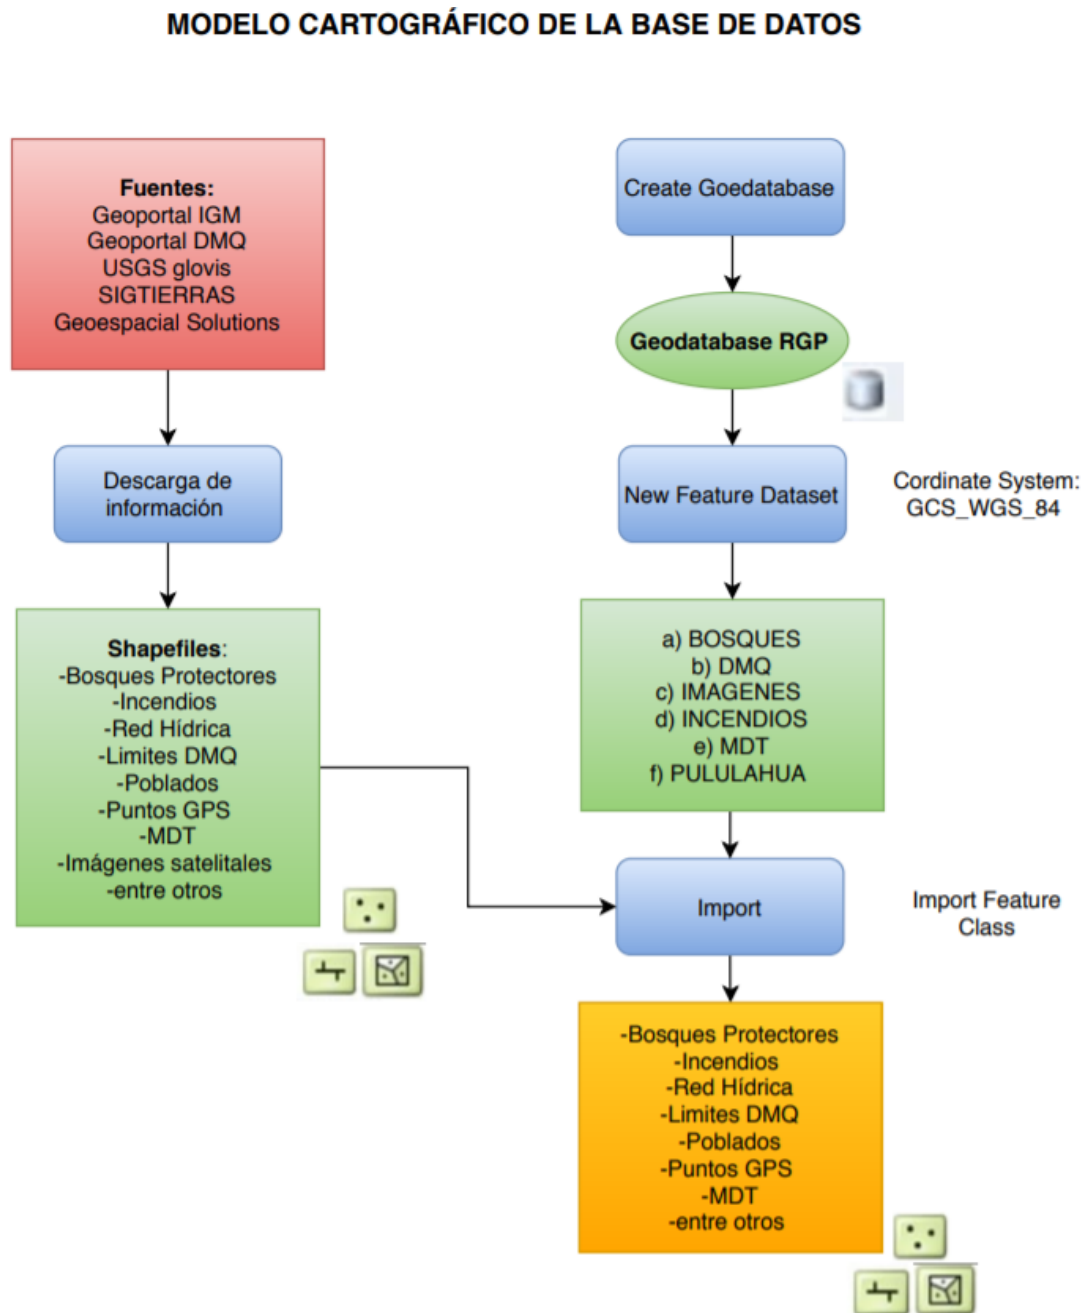 MODELO CARTOGRÁFICO DE LA BASE DE DATOS
Fuentes:
Geoportal IGM
Geoportal DMQ
USGS glovis
SIGTIERRAS
Geoespacial Solutions
Descarga de
información
Shapefiles:
-Bosques Protectores
-Incendios
-Red Hídrica
-Limites DMQ
-Poblados
-Puntos GPS
-MDT
-Imágenes satelitales
-entre otros
Create Goedatabase
Geodatabase RGP
New Feature Dataset
Cordinate System:
GCS_WGS_84
a) BOSQUES
b) DMQ
c) IMAGENES
d) INCENDIOS
e) MDT
f) PULULAHUA
Import
Import Feature
Class
-Bosques Protectores
-Incendios
-Red Hídrica
-Limites DMQ
-Poblados
-Puntos GPS
-MDT
-entre otros